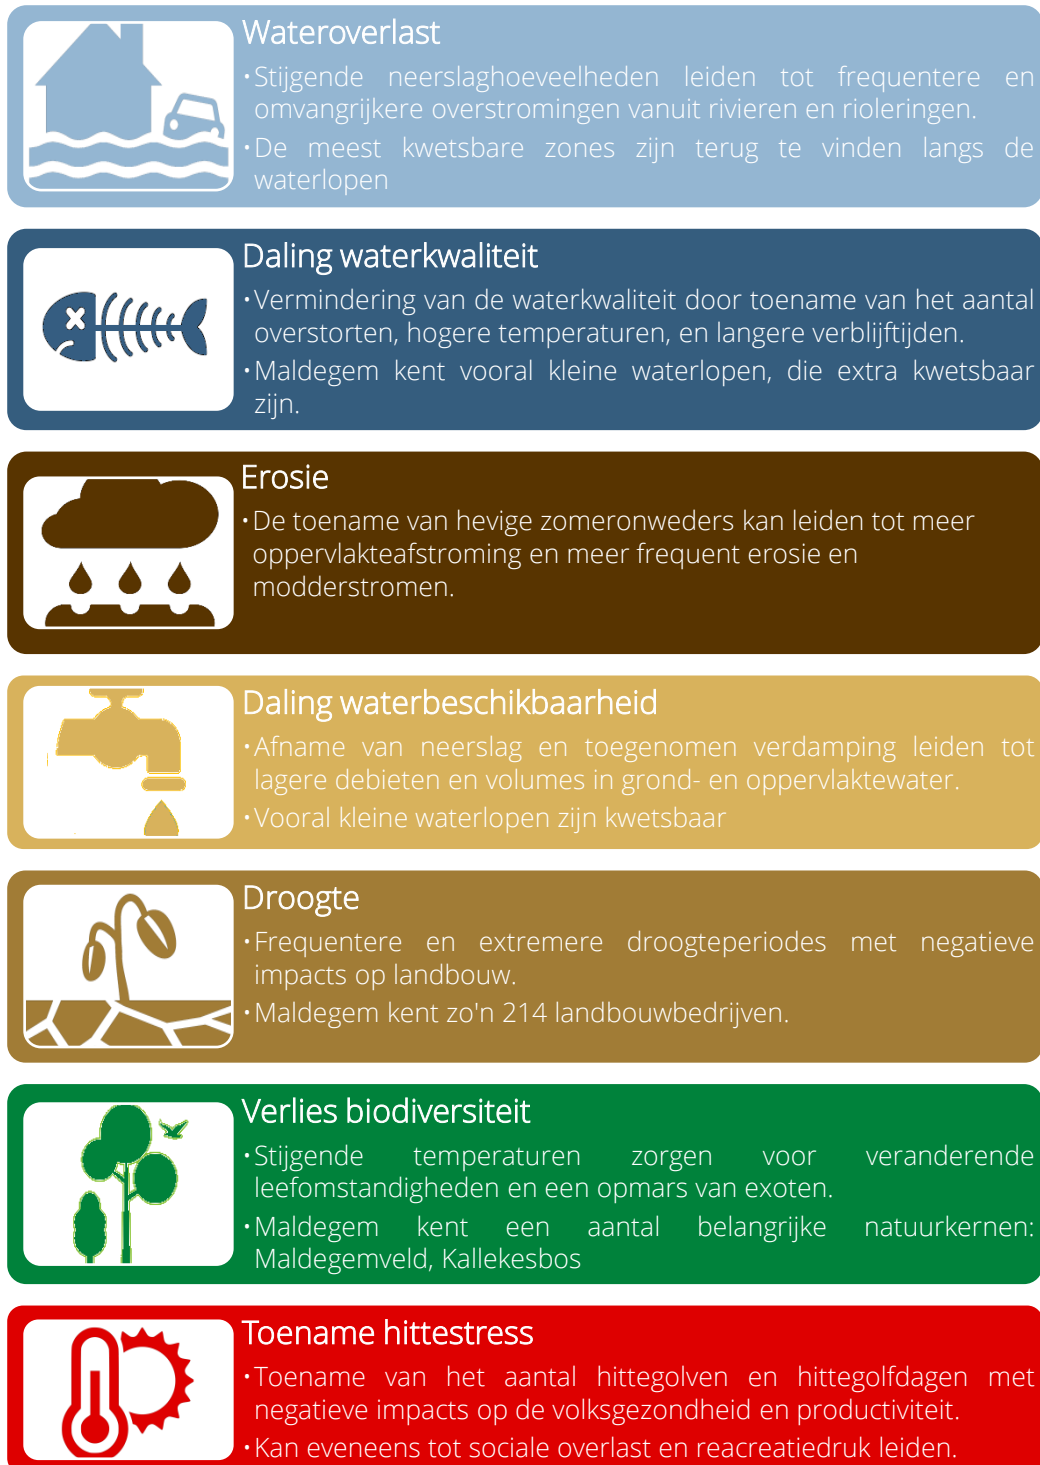 Wateroverlast
·Stijgende neerslaghoeveelheden leiden tot frequentere en
omvangrijkere overstromingen vanuit rivieren en rioleringen.
·De meest kwetsbare zones zijn terug te vinden langs de
waterlopen
Daling waterkwaliteit
·Vermindering van de waterkwaliteit door toename van het aantal
overstorten, hogere temperaturen, en langere verblijftijden.
·Maldegem kent vooral kleine waterlopen, die extra kwetsbaar
zijn.
Erosie
·De toename van hevige zomeronweders kan leiden tot meer
oppervlakteafstroming en meer frequent erosie en
modderstromen.
Daling waterbeschikbaarheid
·Afname van neerslag en toegenomen verdamping leiden tot
lagere debieten en volumes in grond- en oppervlaktewater.
·Vooral kleine waterlopen zijn kwetsbaar
Droogte
·Frequentere en extremere droogteperiodes met negatieve
impacts op landbouw.
·Maldegem kent zo'n 214 landbouwbedrijven.
Verlies biodiversiteit
·Stijgende temperaturen zorgen voor veranderende
leefomstandigheden en een opmars van exoten.
·Maldegem kent een aantal belangrijke natuurkernen:
Maldegemveld, Kallekesbos
Toename hittestress
·Toename van het aantal hittegolven en hittegolfdagen met
negatieve impacts op de volksgezondheid en productiviteit.
·Kan eveneens tot sociale overlast en reacreatiedruk leiden.